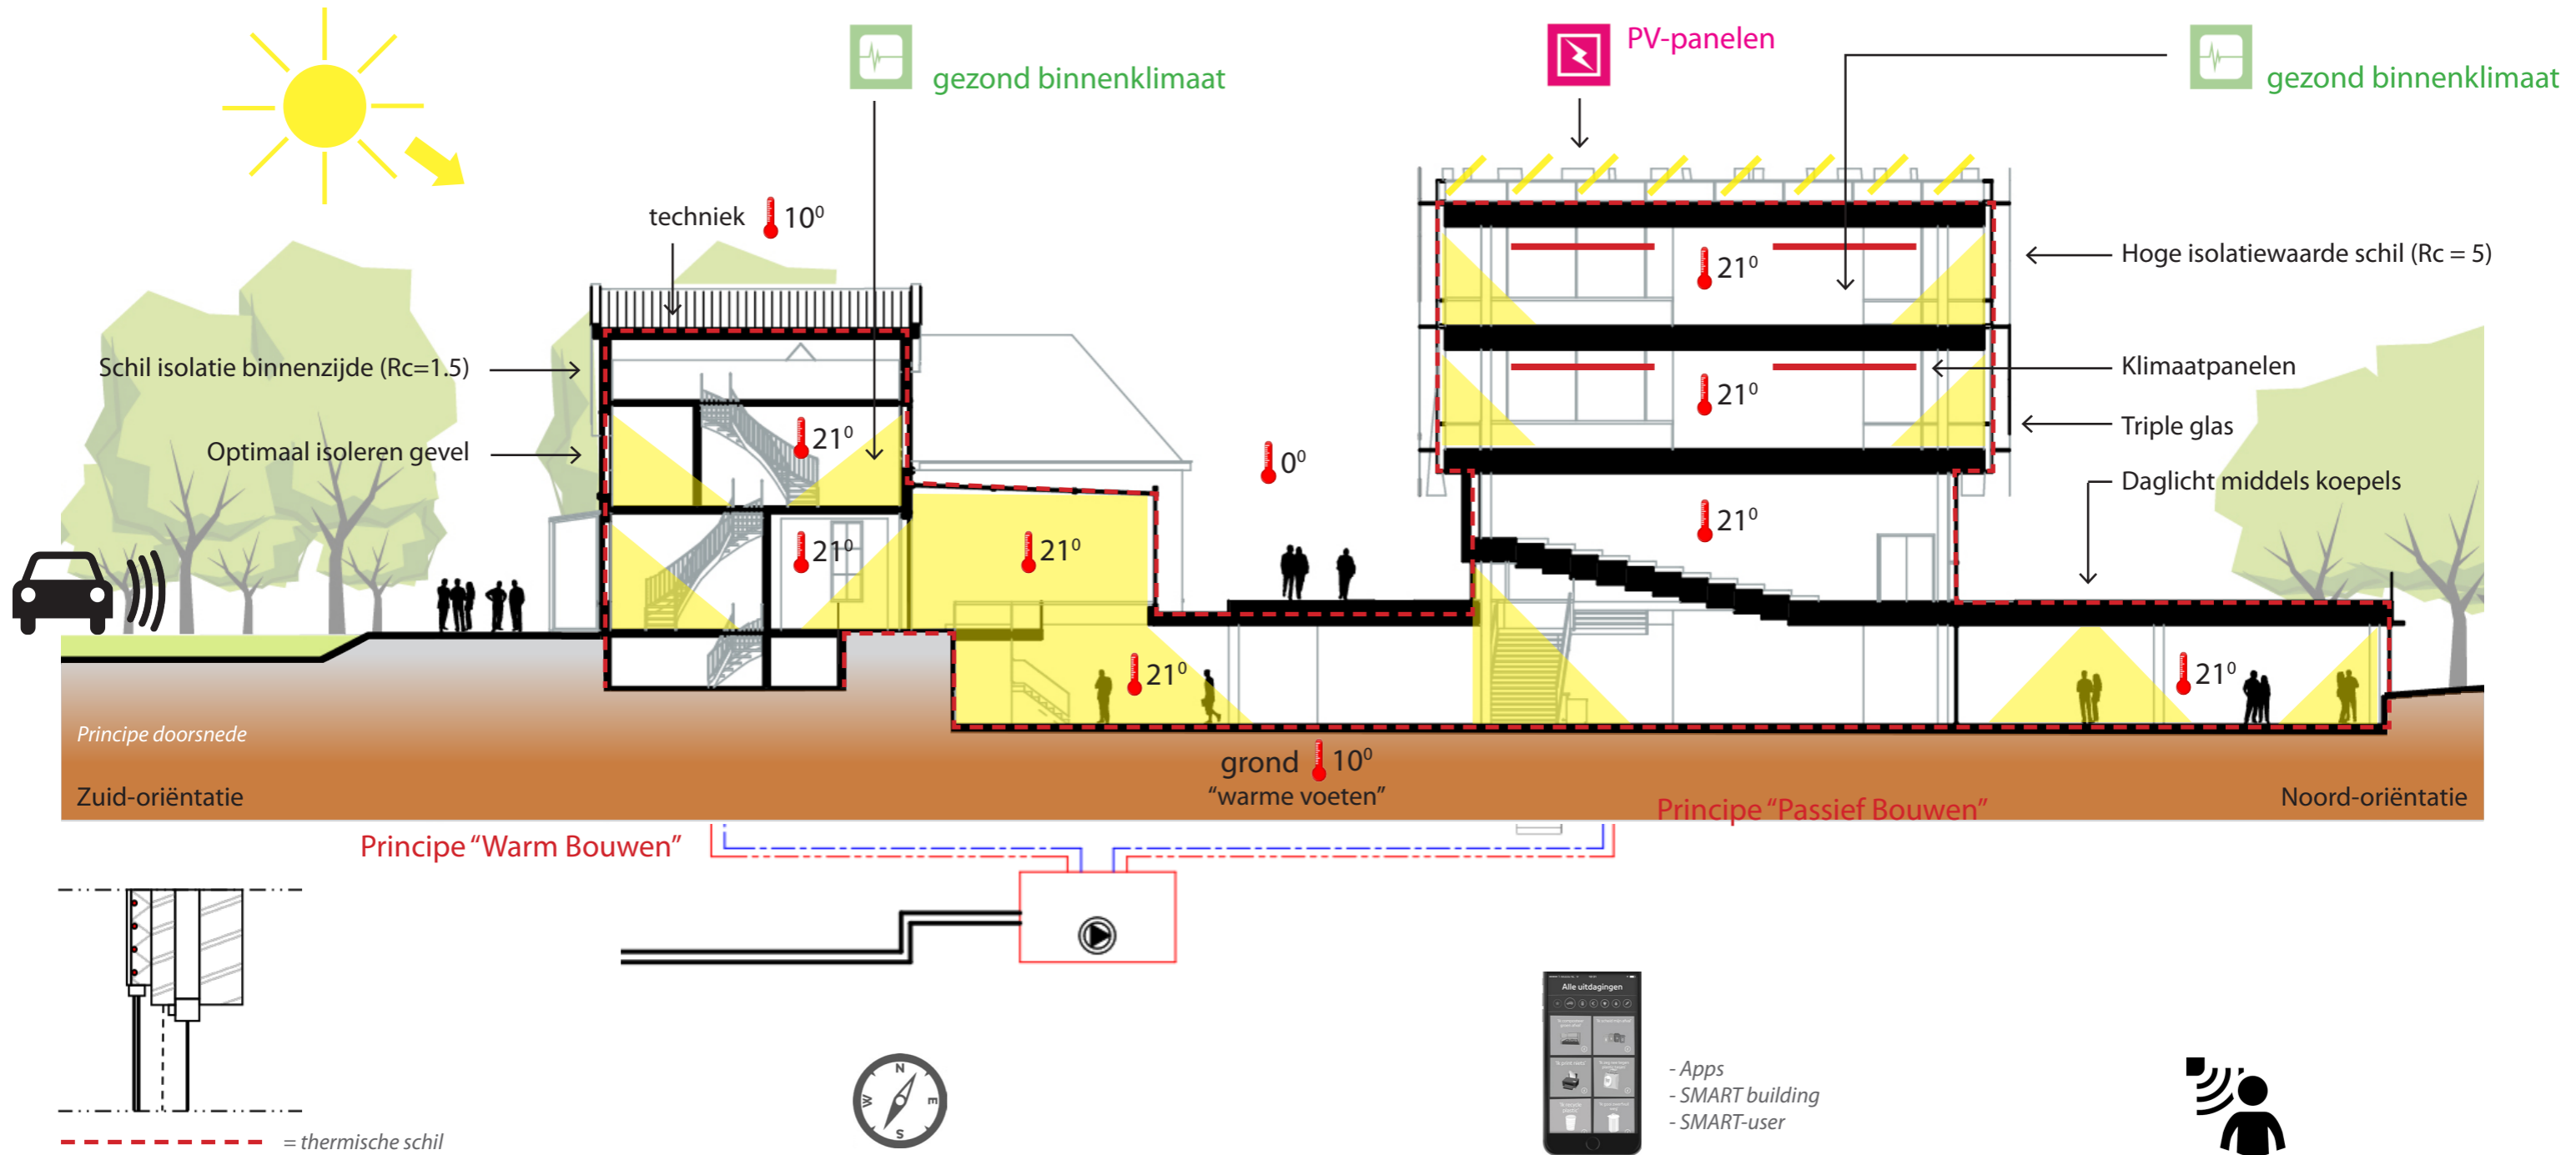 gezond binnenklimaat
PV-panelen
gezond binnenklimaat
techniek 10⁰
Hoge isolatiewaarde schil (Rc = 5)
21⁰
Schil isolatie binnenzijde (Rc=1.5)
Klimaatpanelen
21⁰
Triple glas
21⁰
Optimaal isoleren gevel
0⁰
Daglicht middels koepels
21⁰
21⁰
21⁰
21⁰
21⁰
Principe doorsnede
grond 10⁰
"warme voeten"
Zuid-oriëntatie
Noord-oriëntatie
Principe "Passief Bouwen"
Principe "Warm Bouwen"
Alle uitdagingen
N
W
E
S
- Apps
- SMART building
- SMART-user
= thermische schil